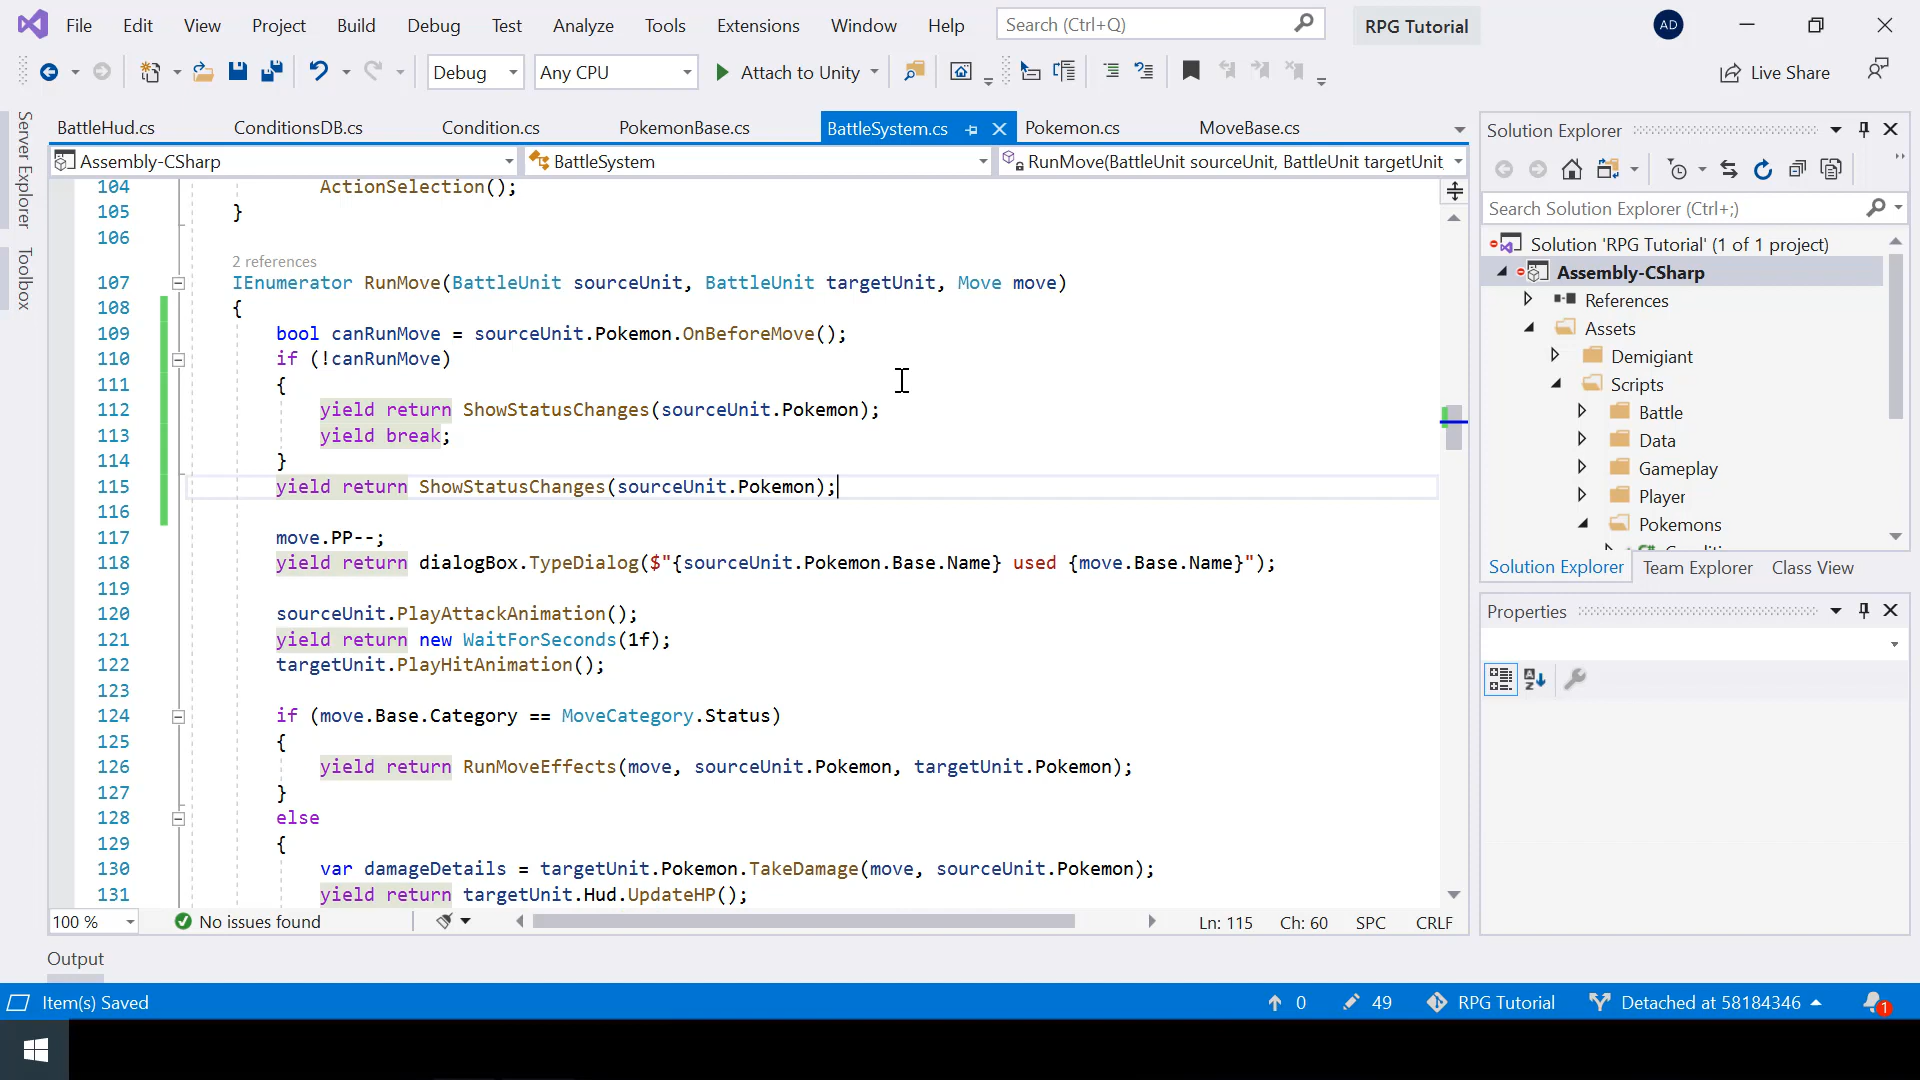 File Edit View Project Build Debug Test Analyze Tools Extensions Window Help Search (Ctrl+Q) RPG Tutorial AD
Debug Any CPU Attach to Unity Live Share
Server Explorer
Toolbox
BattleHud.cs ConditionsDB.cs Condition.cs PokemonBase.cs BattleSystem.cs Pokemon.cs MoveBase.cs
Assembly-CSharp BattleSystem RunMove(BattleUnit sourceUnit, BattleUnit targetUnit
104 ActionSelection();
105 }
106
2 references
107 IEnumerator RunMove(BattleUnit sourceUnit, BattleUnit targetUnit, Move move)
108 {
109 bool canRunMove = sourceUnit.Pokemon.OnBeforeMove();
110 if (!canRunMove)
111 {
112 yield return ShowStatusChanges(sourceUnit.Pokemon);
113 yield break;
114 }
115 yield return ShowStatusChanges(sourceUnit.Pokemon);
116
117 move.PP--;
118 yield return dialogBox.TypeDialog($"{sourceUnit.Pokemon.Base.Name} used {move.Base.Name}");
119
120 sourceUnit.PlayAttackAnimation();
121 yield return new WaitForSeconds(1f);
122 targetUnit.PlayHitAnimation();
123
124 if (move.Base.Category == MoveCategory.Status)
125 {
126 yield return RunMoveEffects(move, sourceUnit.Pokemon, targetUnit.Pokemon);
127 }
128 else
129 {
130 var damageDetails = targetUnit.Pokemon.TakeDamage(move, sourceUnit.Pokemon);
131 yield return targetUnit.Hud.UpdateHP();
100 % No issues found Ln: 115 Ch: 60 SPC CRLF
Output
Solution Explorer
Search Solution Explorer (Ctrl+;)
Solution 'RPG Tutorial' (1 of 1 project)
Assembly-CSharp
References
Assets
Demigiant
Scripts
Battle
Data
Gameplay
Player
Pokemons
Solution Explorer Team Explorer Class View
Properties
Item(s) Saved 0 49 RPG Tutorial Detached at 58184346 1